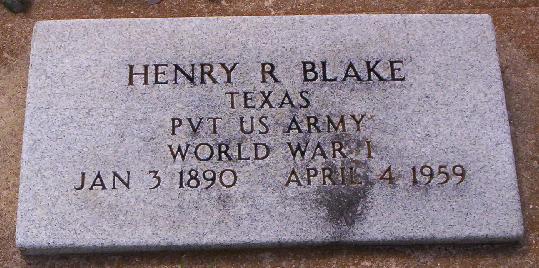 HENRY R BLAKE
TEXAS
PVT US ARMY
WORLD WAR I
JAN 3 1890 APRIL 4 1959